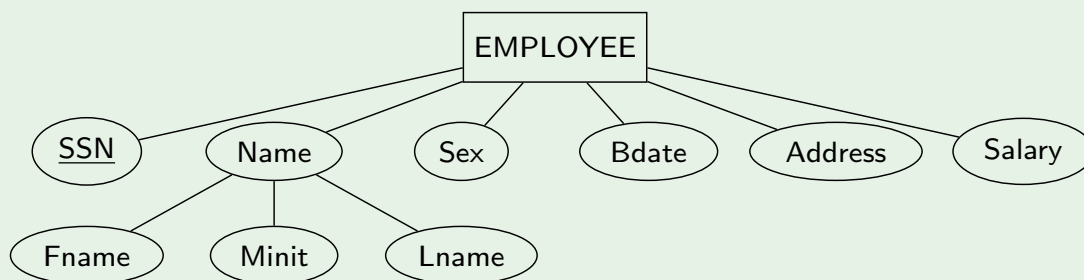 EMPLOYEE
SSN
Name
Sex
Bdate
Address
Salary
Fname
Minit
Lname